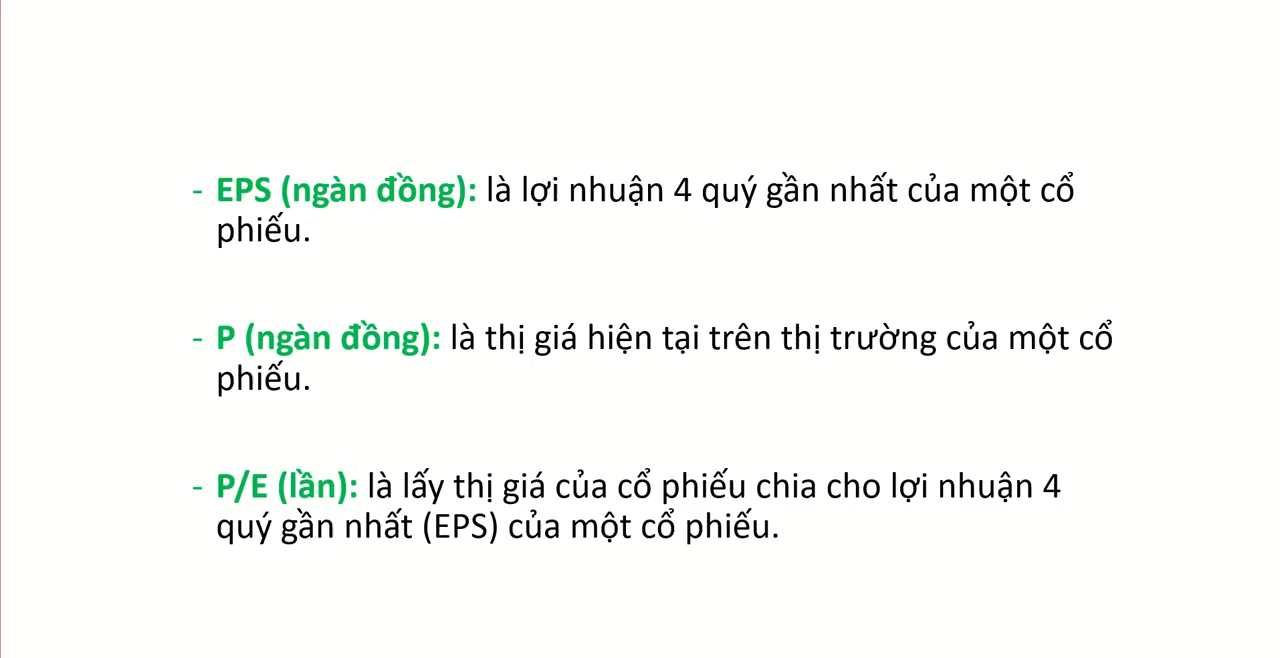 - EPS (ngàn đồng): là lợi nhuận 4 quý gần nhất của một cổ
phiếu.
- P (ngàn đồng): là thị giá hiện tại trên thị trường của một cổ
phiếu.
- P/E (lần): là lấy thị giá của cổ phiếu chia cho lợi nhuận 4
quý gần nhất (EPS) của một cổ phiếu.